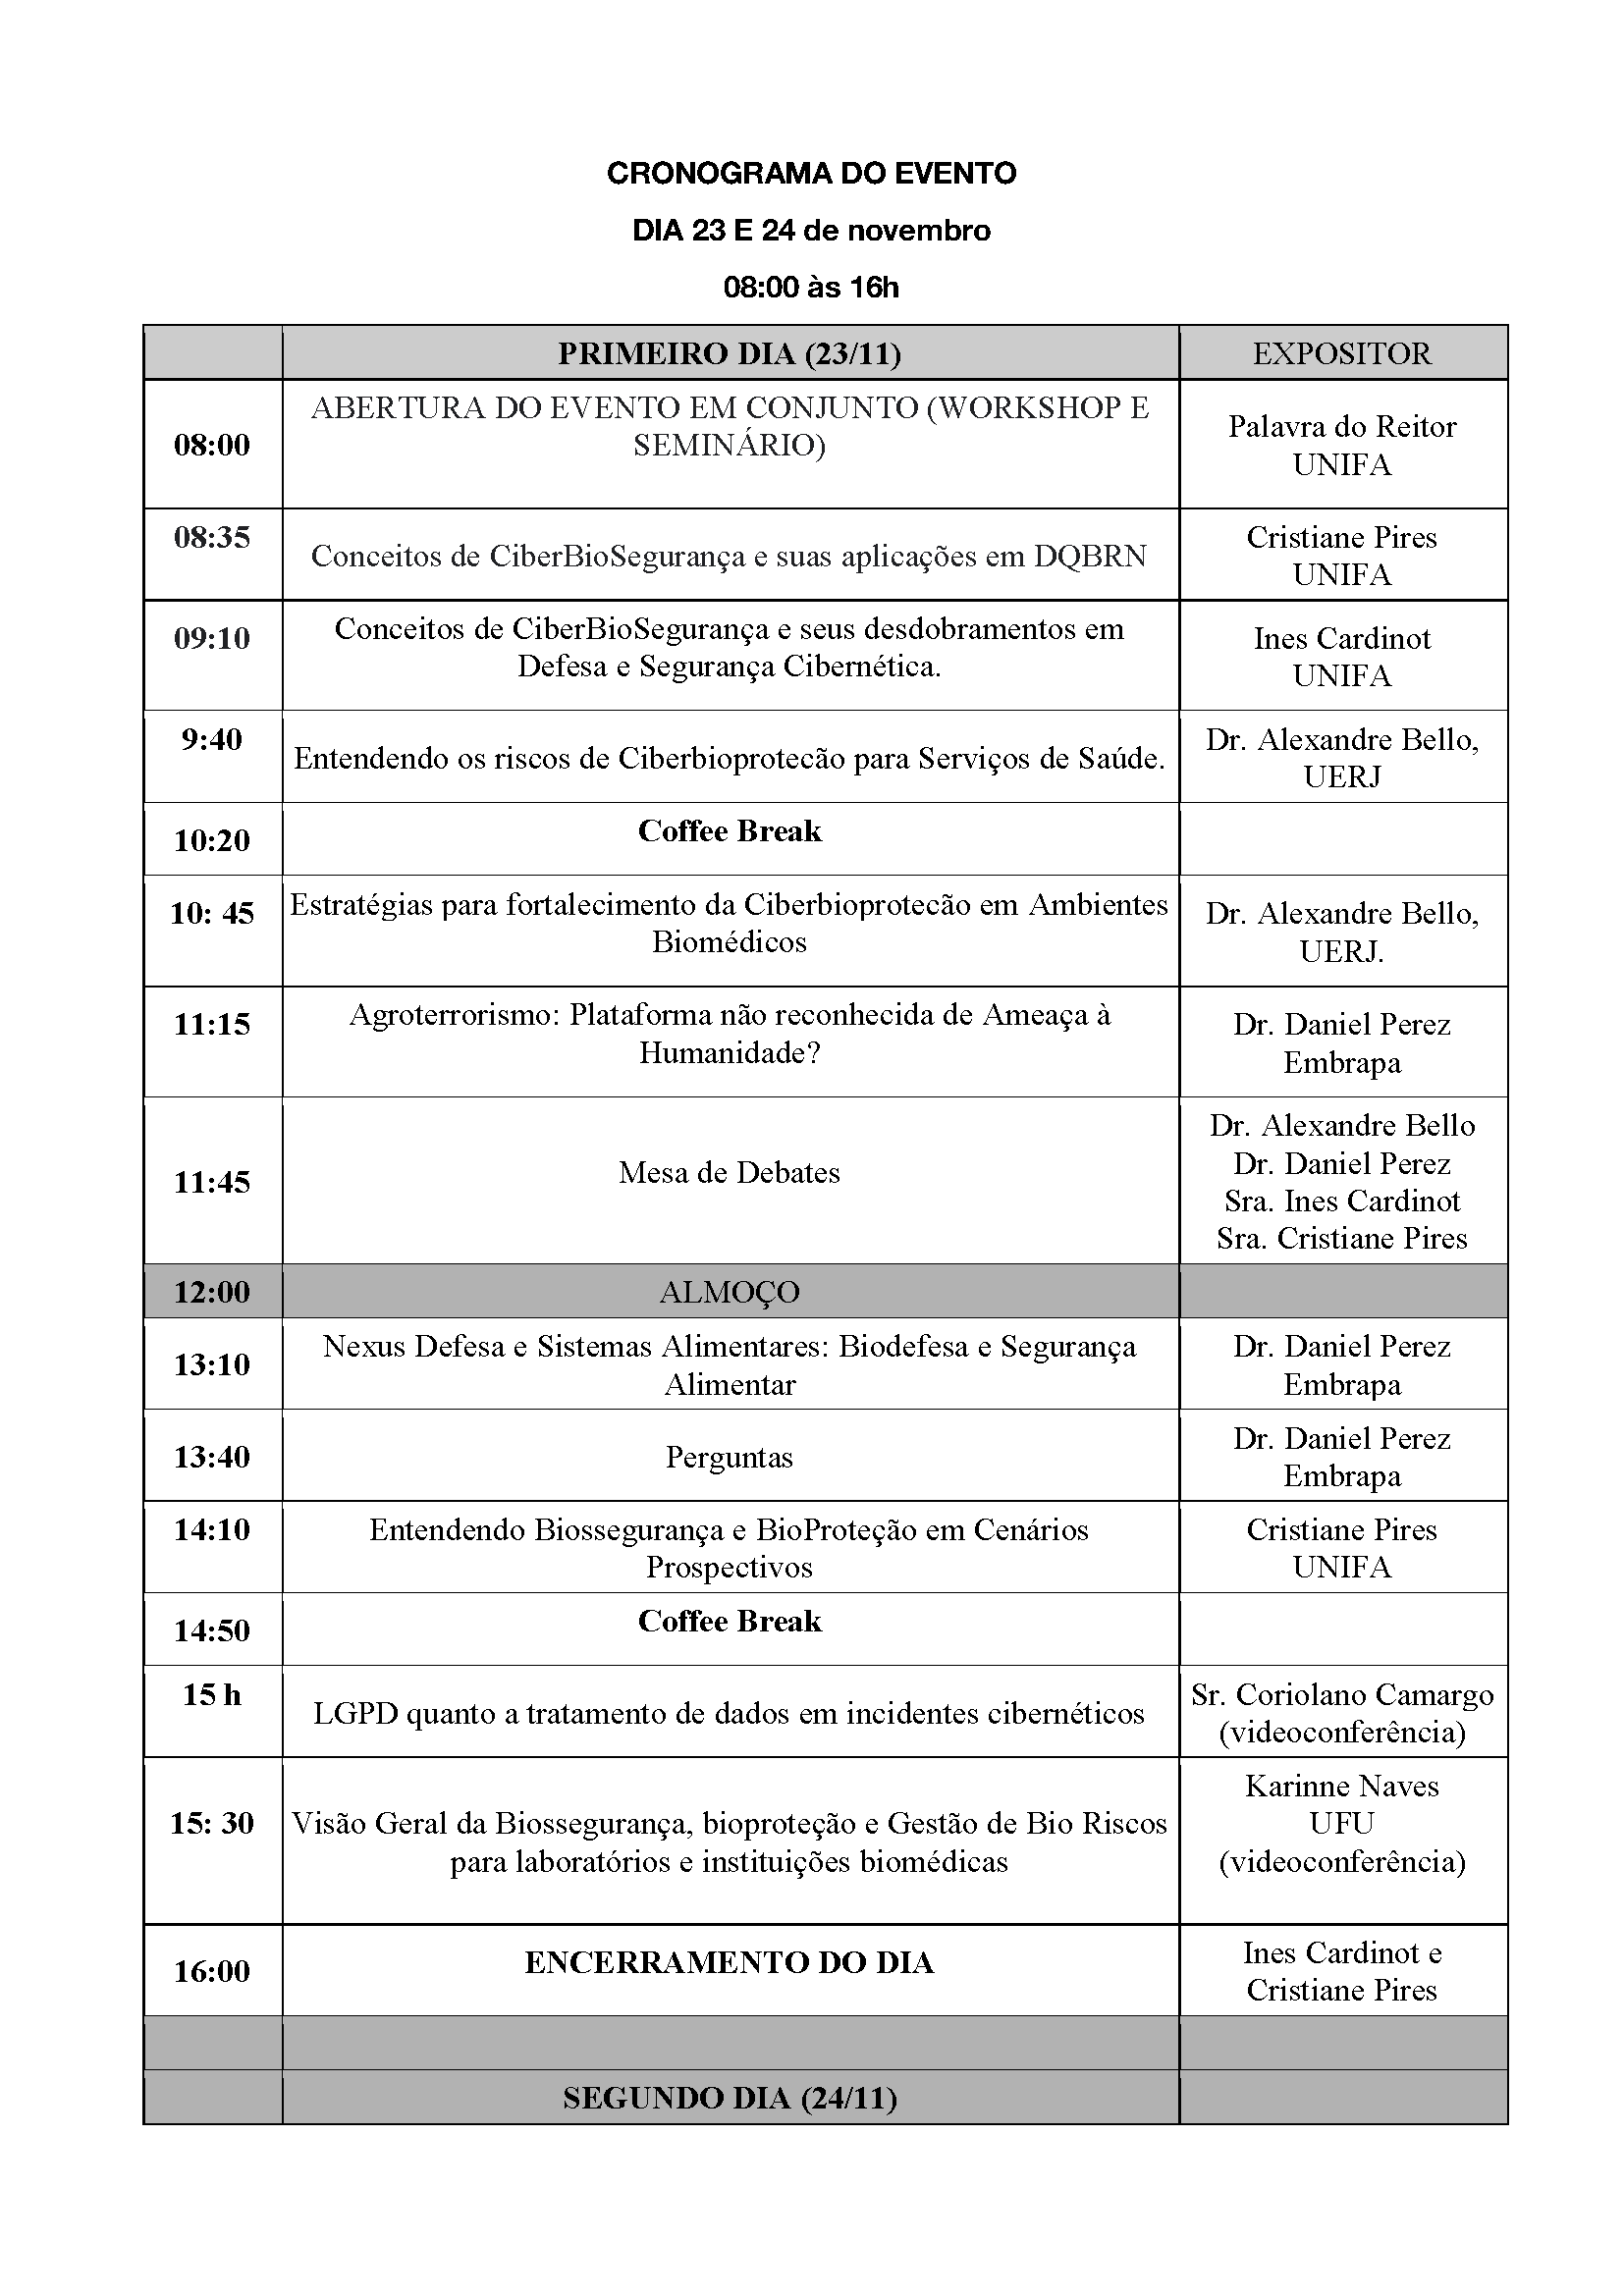 CRONOGRAMA DO EVENTO
DIA 23 E 24 de novembro
08:00 às 16h
PRIMEIRO DIA (23/11)
EXPOSITOR
08:00
ABERTURA DO EVENTO EM CONJUNTO (WORKSHOP E
SEMINÁRIO)
Palavra do Reitor
UNIFA
08:35
Conceitos de CiberBioSegurança e suas aplicações em DQBRN
Cristiane Pires
UNIFA
09:10
Conceitos de CiberBioSegurança e seus desdobramentos em
Defesa e Segurança Cibernética.
Ines Cardinot
UNIFA
9:40
Entendendo os riscos de Ciberbioprotecão para Serviços de Saúde.
Dr. Alexandre Bello,
UERJ
10:20
Coffee Break
10: 45
Estratégias para fortalecimento da Ciberbioprotecão em Ambientes
Biomédicos
Dr. Alexandre Bello,
UERJ.
11:15
Agroterrorismo: Plataforma não reconhecida de Ameaça à
Humanidade?
Dr. Daniel Perez
Embrapa
11:45
Mesa de Debates
Dr. Alexandre Bello
Dr. Daniel Perez
Sra. Ines Cardinot
Sra. Cristiane Pires
12:00
ALMOÇO
13:10
Nexus Defesa e Sistemas Alimentares: Biodefesa e Segurança
Alimentar
Dr. Daniel Perez
Embrapa
13:40
Perguntas
Dr. Daniel Perez
Embrapa
14:10
Entendendo Biossegurança e BioProteção em Cenários
Prospectivos
Cristiane Pires
UNIFA
14:50
Coffee Break
15 h
LGPD quanto a tratamento de dados em incidentes cibernéticos
Sr. Coriolano Camargo
(videoconferência)
15: 30
Visão Geral da Biossegurança, bioproteção e Gestão de Bio Riscos
para laboratórios e instituições biomédicas
Karinne Naves
UFU
(videoconferência)
16:00
ENCERRAMENTO DO DIA
Ines Cardinot e
Cristiane Pires
SEGUNDO DIA (24/11)